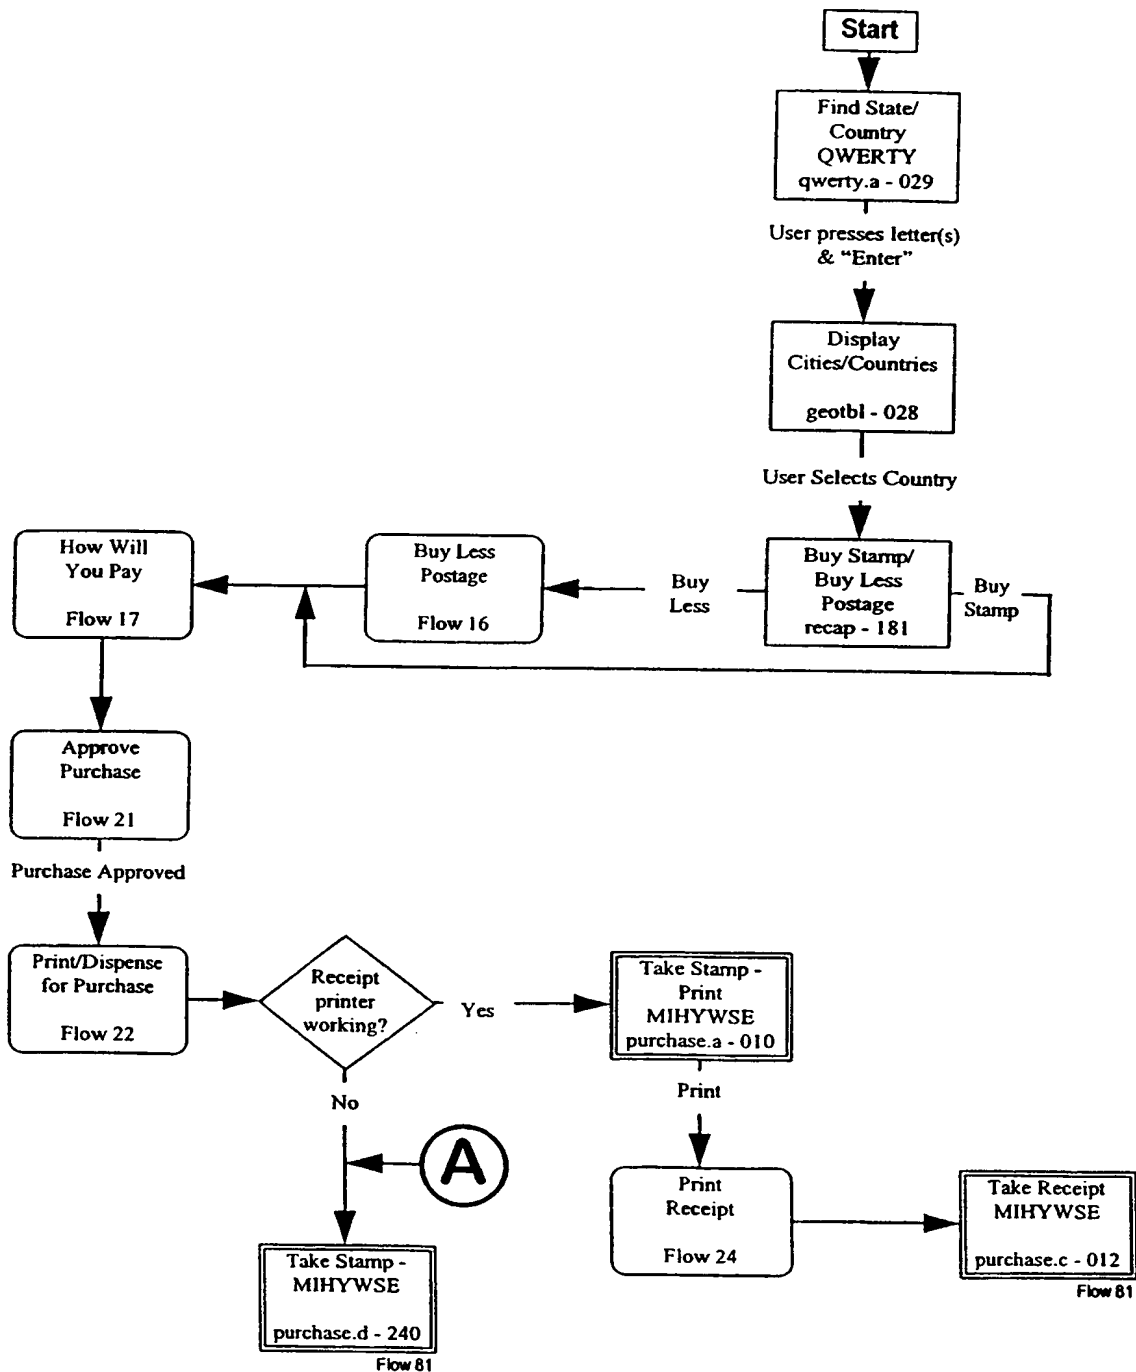 Start
Find State/
Country
QWERTY
qwerty.a - 029
User presses letter(s)
& “Enter”
Display
Cities/Countries
geotbl - 028
User Selects Country
Buy Stamp/
Buy Less
Postage
recap - 181
Buy
Stamp
Buy
Less
Buy Less
Postage
Flow 16
How Will
You Pay
Flow 17
Approve
Purchase
Flow 21
Purchase Approved
Print/Dispense
for Purchase
Flow 22
Receipt
printer
working?
Yes
No
Take Stamp -
Print
MIHYWSE
purchase.a - 010
Print
A
Print
Receipt
Flow 24
Take Receipt
MIHYWSE
purchase.c - 012
Flow 81
Take Stamp -
MIHYWSE
purchase.d - 240
Flow 81